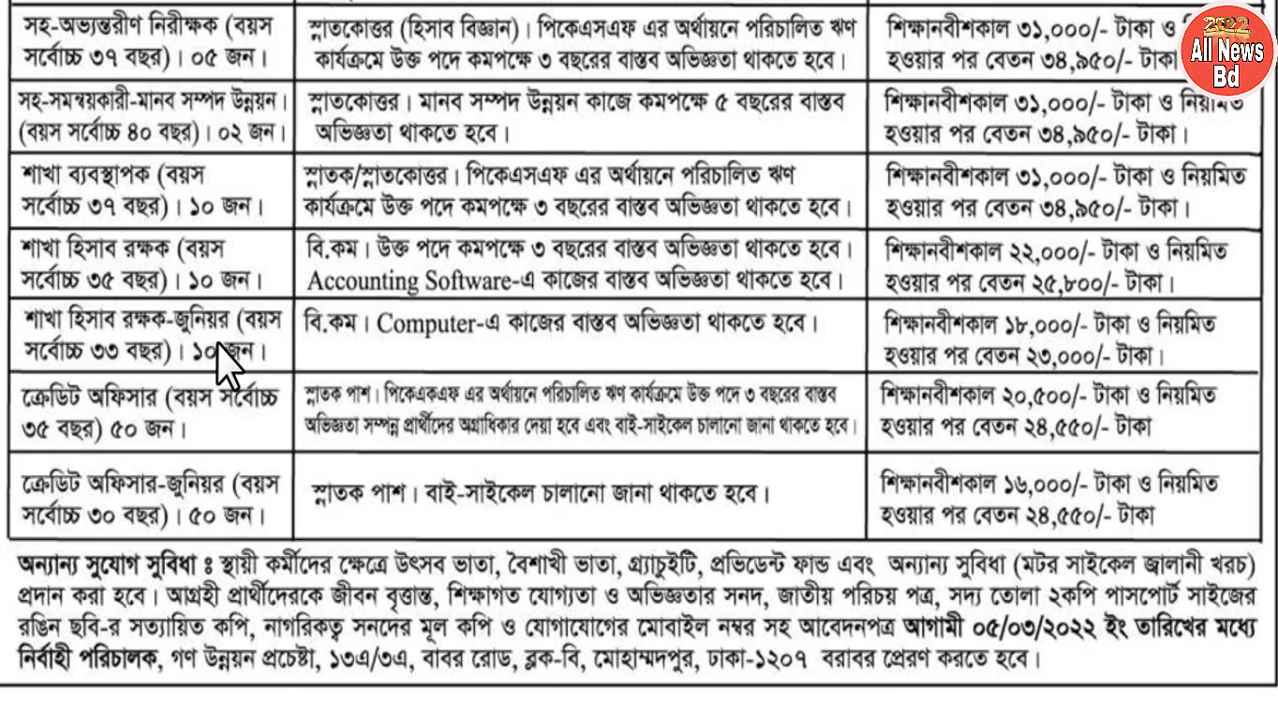 সহ-অভ্যন্তরীণ নিরীক্ষক (বয়স
সর্বোচ্চ ৩৭ বছর)। ০৫ জন।
স্নাতকোত্তর (হিসাব বিজ্ঞান)। পিকেএসএফ এর অর্থায়নে পরিচালিত ঋণ
কার্যক্রমে উক্ত পদে কমপক্ষে ৩ বছরের বাস্তব অভিজ্ঞতা থাকতে হবে।
শিক্ষানবীশকাল ৩১,০০০/- টাকা ও
হওয়ার পর বেতন ৩৪,৯৫০/- টাকা
2022
All News
Bd
সহ-সমন্বয়কারী-মানব সম্পদ উন্নয়ন।
(বয়স সর্বোচ্চ ৪০ বছর)। ০২ জন।
স্নাতকোত্তর। মানব সম্পদ উন্নয়ন কাজে কমপক্ষে ৫ বছরের বাস্তব
অভিজ্ঞতা থাকতে হবে।
শিক্ষানবীশকাল ৩১,০০০/- টাকা ও নিয়মিত
হওয়ার পর বেতন ৩৪,৯৫০/- টাকা।
শাখা ব্যবস্থাপক (বয়স
সর্বোচ্চ ৩৭ বছর)। ১০ জন।
স্নাতক/স্নাতকোত্তর। পিকেএসএফ এর অর্থায়নে পরিচালিত ঋণ
কার্যক্রমে উক্ত পদে কমপক্ষে ৩ বছরের বাস্তব অভিজ্ঞতা থাকতে হবে।
শিক্ষানবীশকাল ৩১,০০০/- টাকা ও নিয়মিত
হওয়ার পর বেতন ৩৪,৯৫০/- টাকা।
শাখা হিসাব রক্ষক (বয়স
সর্বোচ্চ ৩৫ বছর)। ১০ জন।
বি.কম। উক্ত পদে কমপক্ষে ৩ বছরের বাস্তব অভিজ্ঞতা থাকতে হবে।
Accounting Software-এ কাজের বাস্তব অভিজ্ঞতা থাকতে হবে।
শিক্ষানবীশকাল ২২,০০০/- টাকা ও নিয়মিত
হওয়ার পর বেতন ২৫,৮০০/- টাকা।
শাখা হিসাব রক্ষক-জুনিয়র (বয়স
সর্বোচ্চ ৩৩ বছর)। ১০ জন।
বি.কম। Computer-এ কাজের বাস্তব অভিজ্ঞতা থাকতে হবে।
শিক্ষানবীশকাল ১৮,০০০/- টাকা ও নিয়মিত
হওয়ার পর বেতন ২৩,০০০/- টাকা।
ক্রেডিট অফিসার (বয়স সর্বোচ্চ
৩৫ বছর) ৫০ জন।
স্নাতক পাশ। পিকেএকএফ এর অর্থায়নে পরিচালিত ঋণ কার্যক্রমে উক্ত পদে ৩ বছরের বাস্তব
অভিজ্ঞতা সম্পন্ন প্রার্থীদের অগ্রাধিকার দেয়া হবে এবং বাই-সাইকেল চালানো জানা থাকতে হবে।
শিক্ষানবীশকাল ২০,৫০০/- টাকা ও নিয়মিত
হওয়ার পর বেতন ২৪,৫৫০/- টাকা
ক্রেডিট অফিসার-জুনিয়র (বয়স
সর্বোচ্চ ৩০ বছর)। ৫০ জন।
স্নাতক পাশ। বাই-সাইকেল চালানো জানা থাকতে হবে।
শিক্ষানবীশকাল ১৬,০০০/- টাকা ও নিয়মিত
হওয়ার পর বেতন ২৪,৫৫০/- টাকা
অন্যান্য সুযোগ সুবিধা ঃ স্থায়ী কর্মীদের ক্ষেত্রে উৎসব ভাতা, বৈশাখী ভাতা, গ্র্যাচুইটি, প্রভিডেন্ট ফান্ড এবং অন্যান্য সুবিধা (মটর সাইকেল জ্বালানী খরচ)
প্রদান করা হবে। আগ্রহী প্রার্থীদেরকে জীবন বৃত্তান্ত, শিক্ষাগত যোগ্যতা ও অভিজ্ঞতার সনদ, জাতীয় পরিচয় পত্র, সদ্য তোলা ২কপি পাসপোর্ট সাইজের
রঙিন ছবি-র সত্যায়িত কপি, নাগরিকত্ব সনদের মূল কপি ও যোগাযোগের মোবাইল নম্বর সহ আবেদনপত্র আগামী ০৫/০৩/২০২২ ইং তারিখের মধ্যে
নির্বাহী পরিচালক, গণ উন্নয়ন প্রচেষ্টা, ১৩এ/৩এ, বাবর রোড, ব্লক-বি, মোহাম্মদপুর, ঢাকা-১২০৭ বরাবর প্রেরণ করতে হবে।